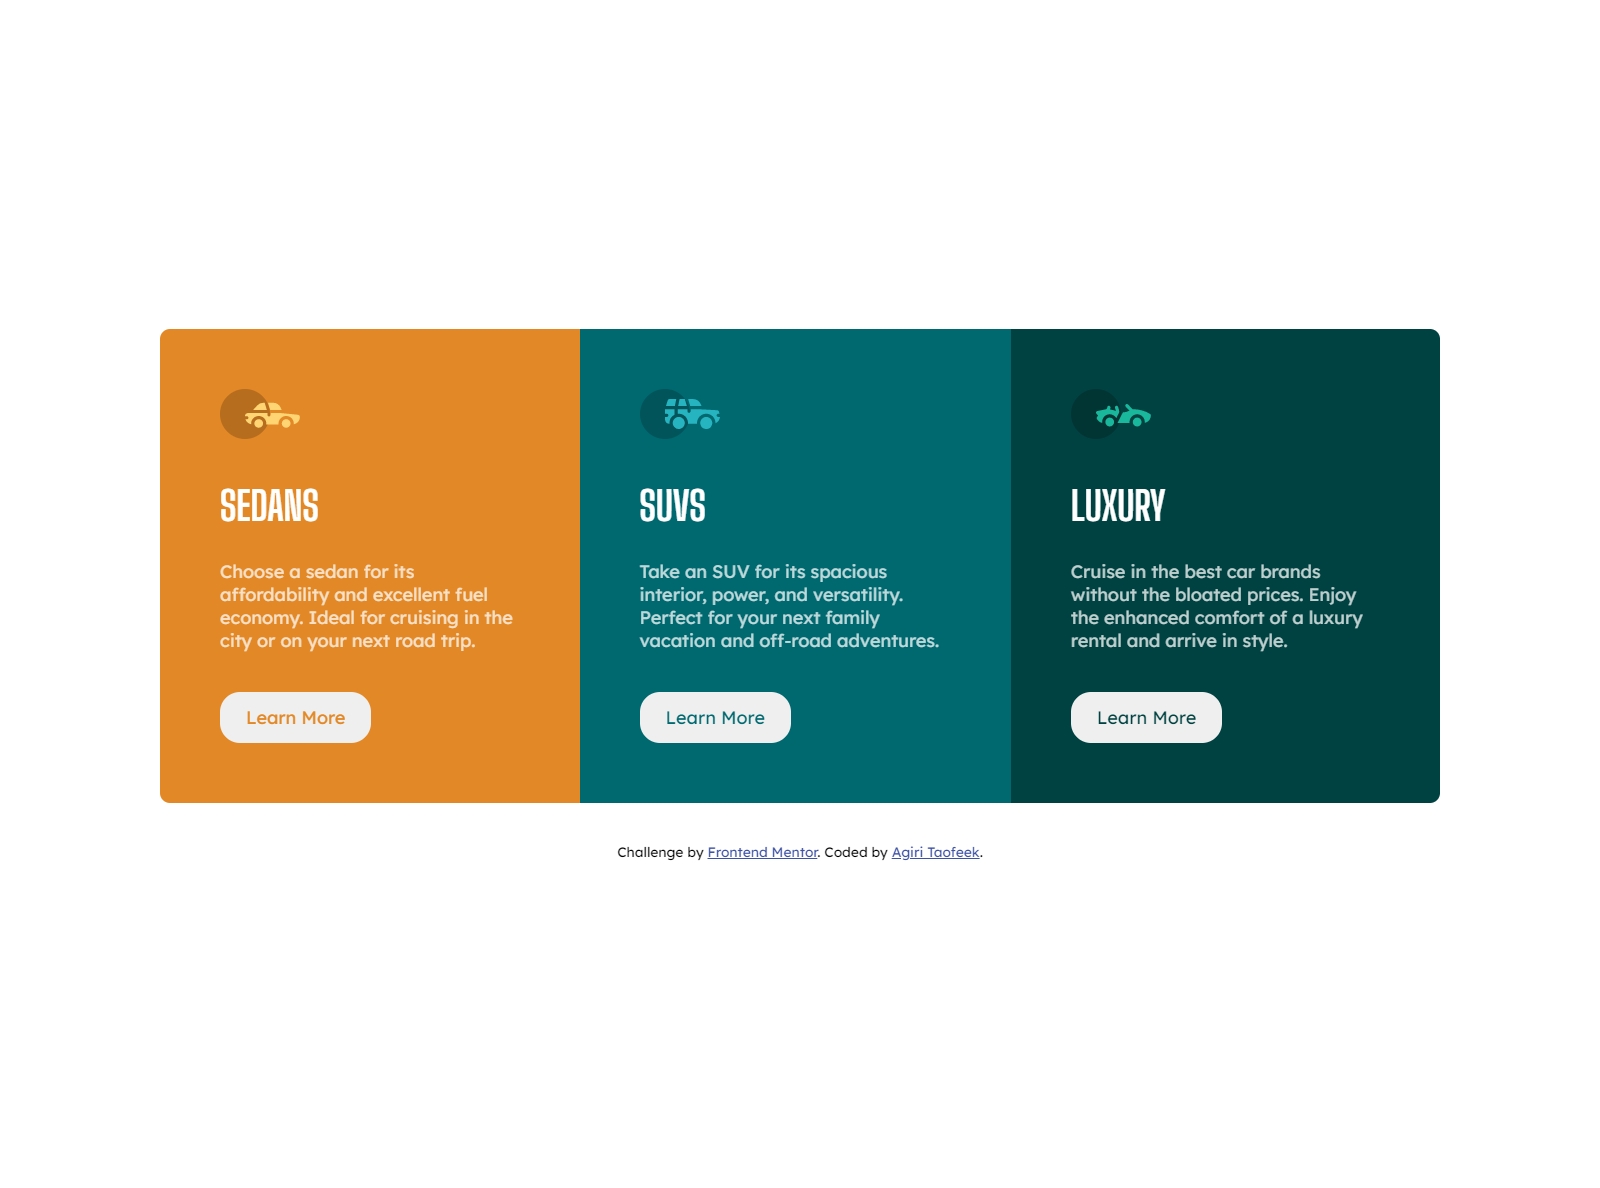 SEDANS
Choose a sedan for its
affordability and excellent fuel
economy. Ideal for cruising in the
city or on your next road trip.
Learn More
SUVS
Take an SUV for its spacious
interior, power, and versatility.
Perfect for your next family
vacation and off-road adventures.
Learn More
LUXURY
Cruise in the best car brands
without the bloated prices. Enjoy
the enhanced comfort of a luxury
rental and arrive in style.
Learn More
Challenge by Frontend Mentor. Coded by Agiri Taofeek.